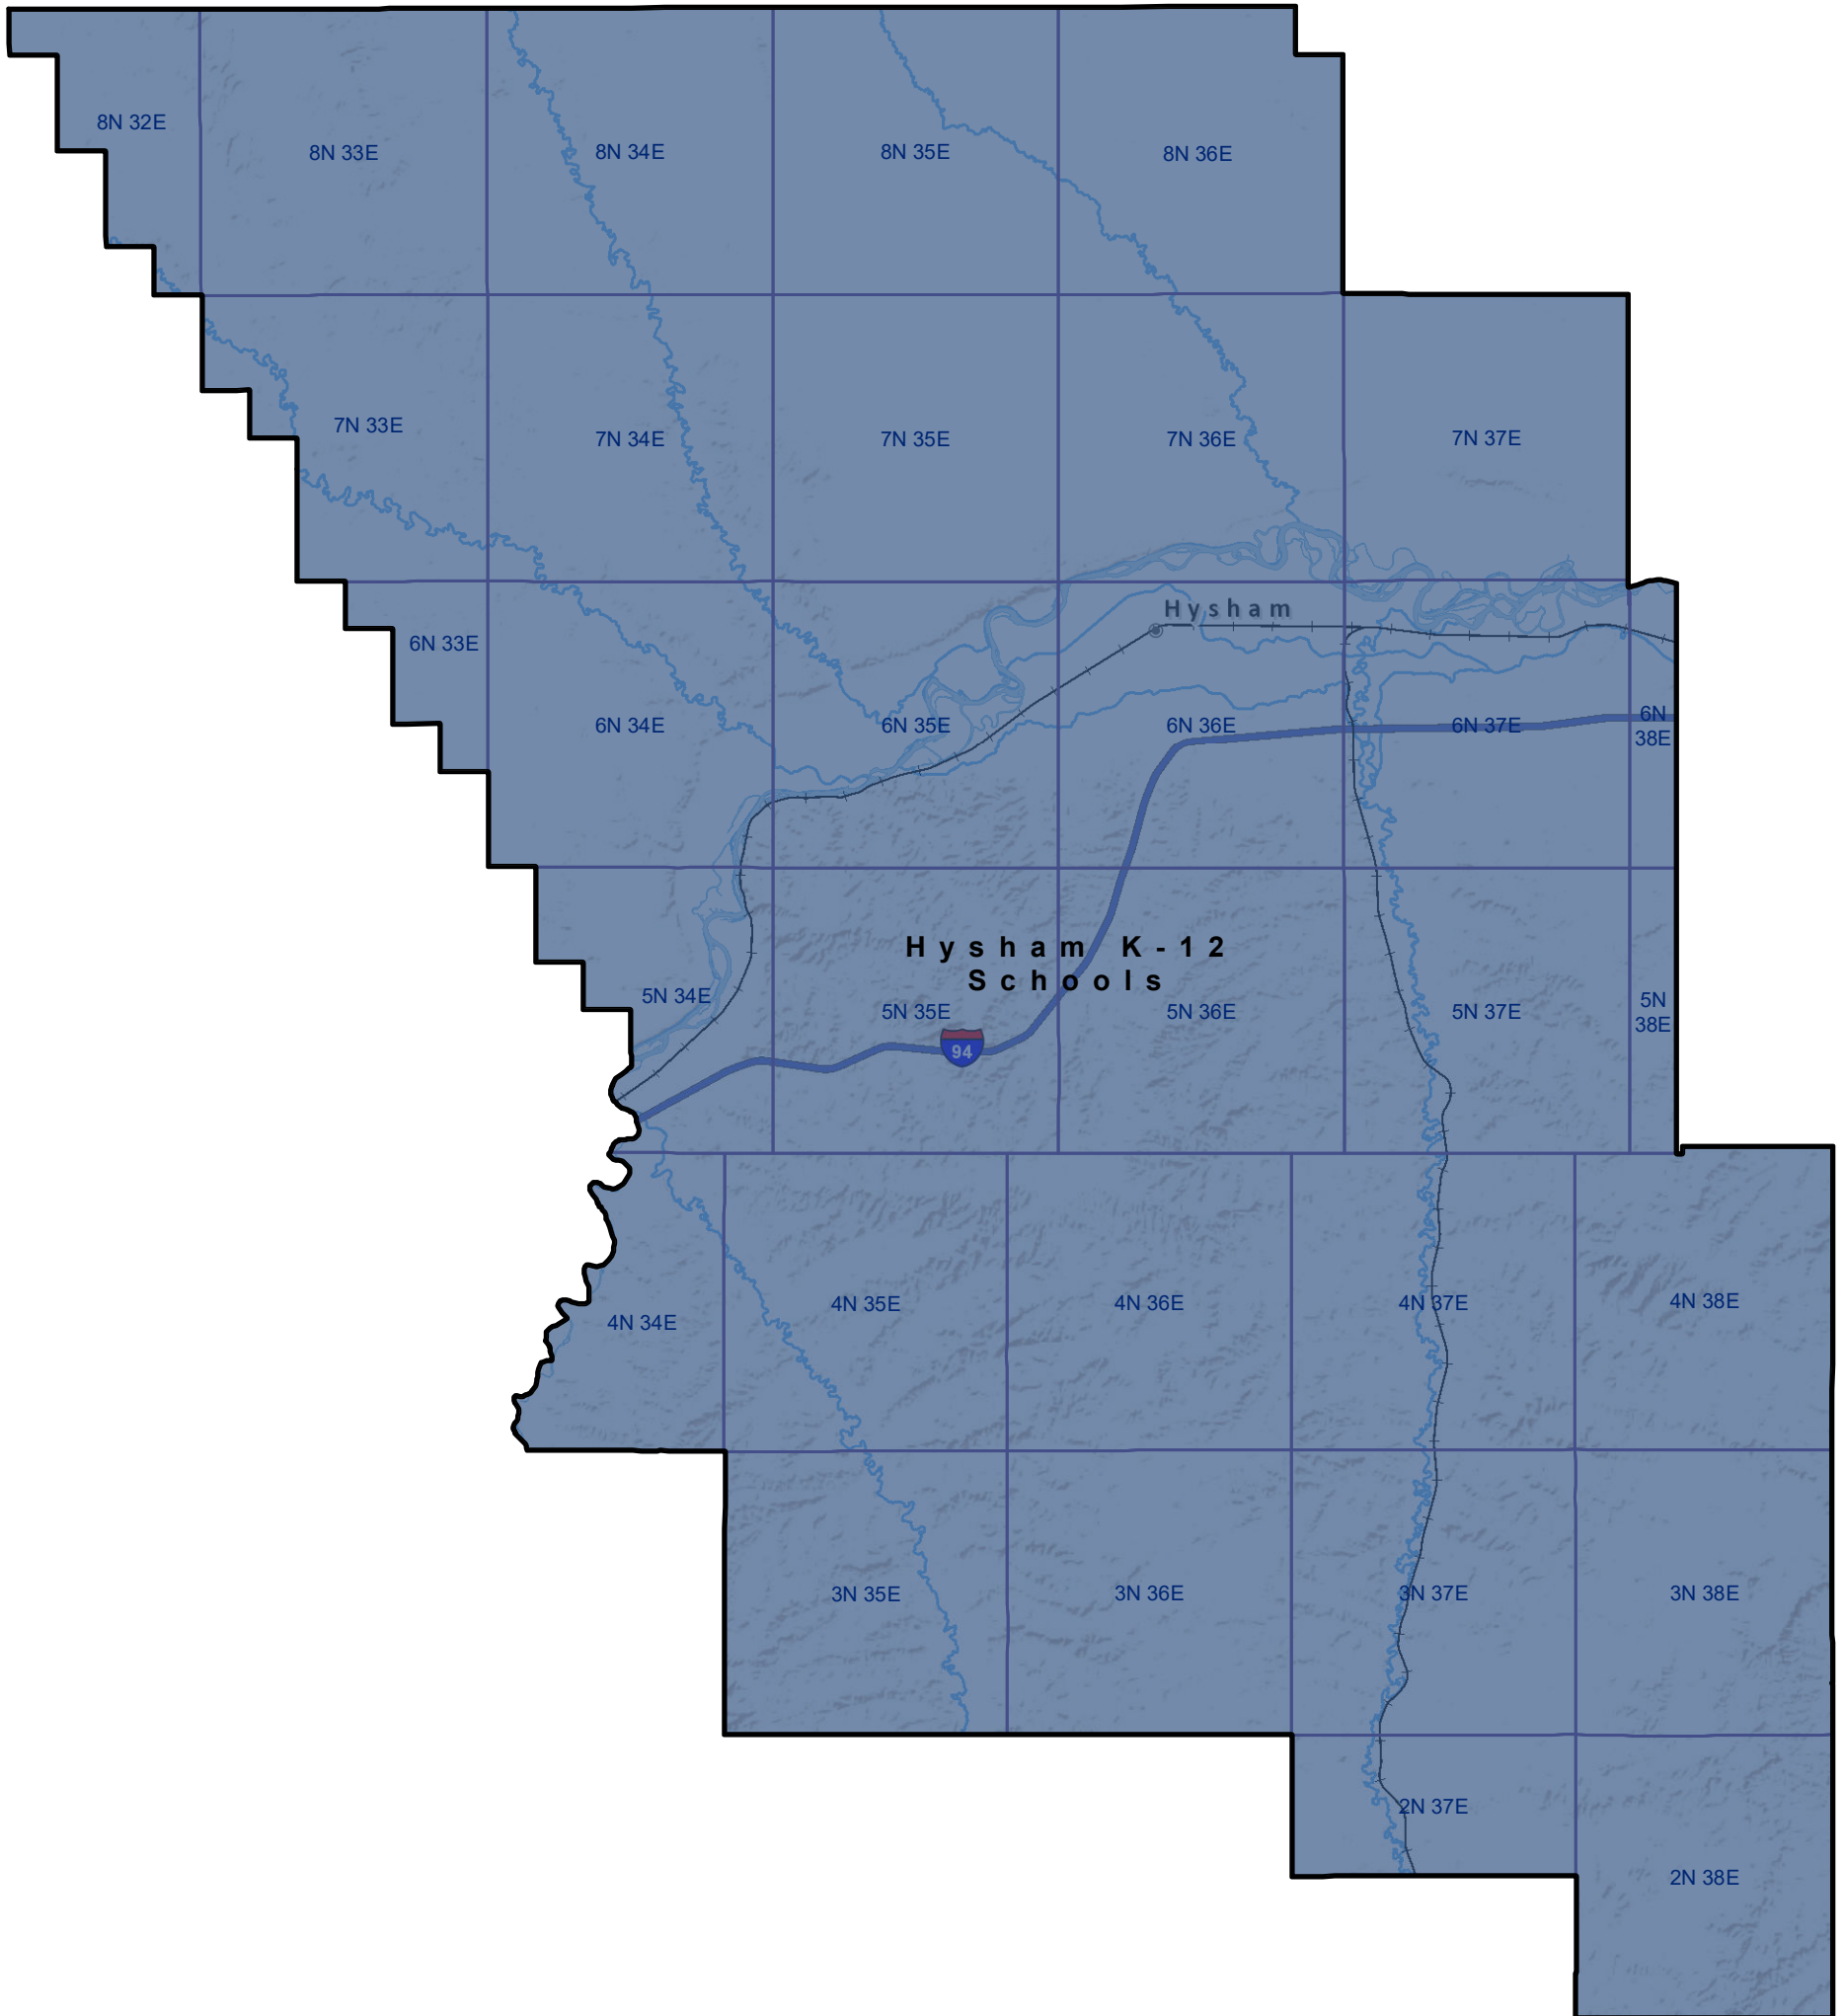 8N 32E
8N 33E
8N 34E
8N 35E
8N 36E
7N 33E
7N 34E
7N 35E
7N 36E
7N 37E
Hysham
6N 33E
6N 34E
6N 35E
6N 36E
6N 37E
6N
38E
Hysham K-12
Schools
5N 34E
5N 35E
5N 36E
5N 37E
5N
38E
94
4N 34E
4N 35E
4N 36E
4N 37E
4N 38E
3N 35E
3N 36E
3N 37E
3N 38E
2N 37E
2N 38E